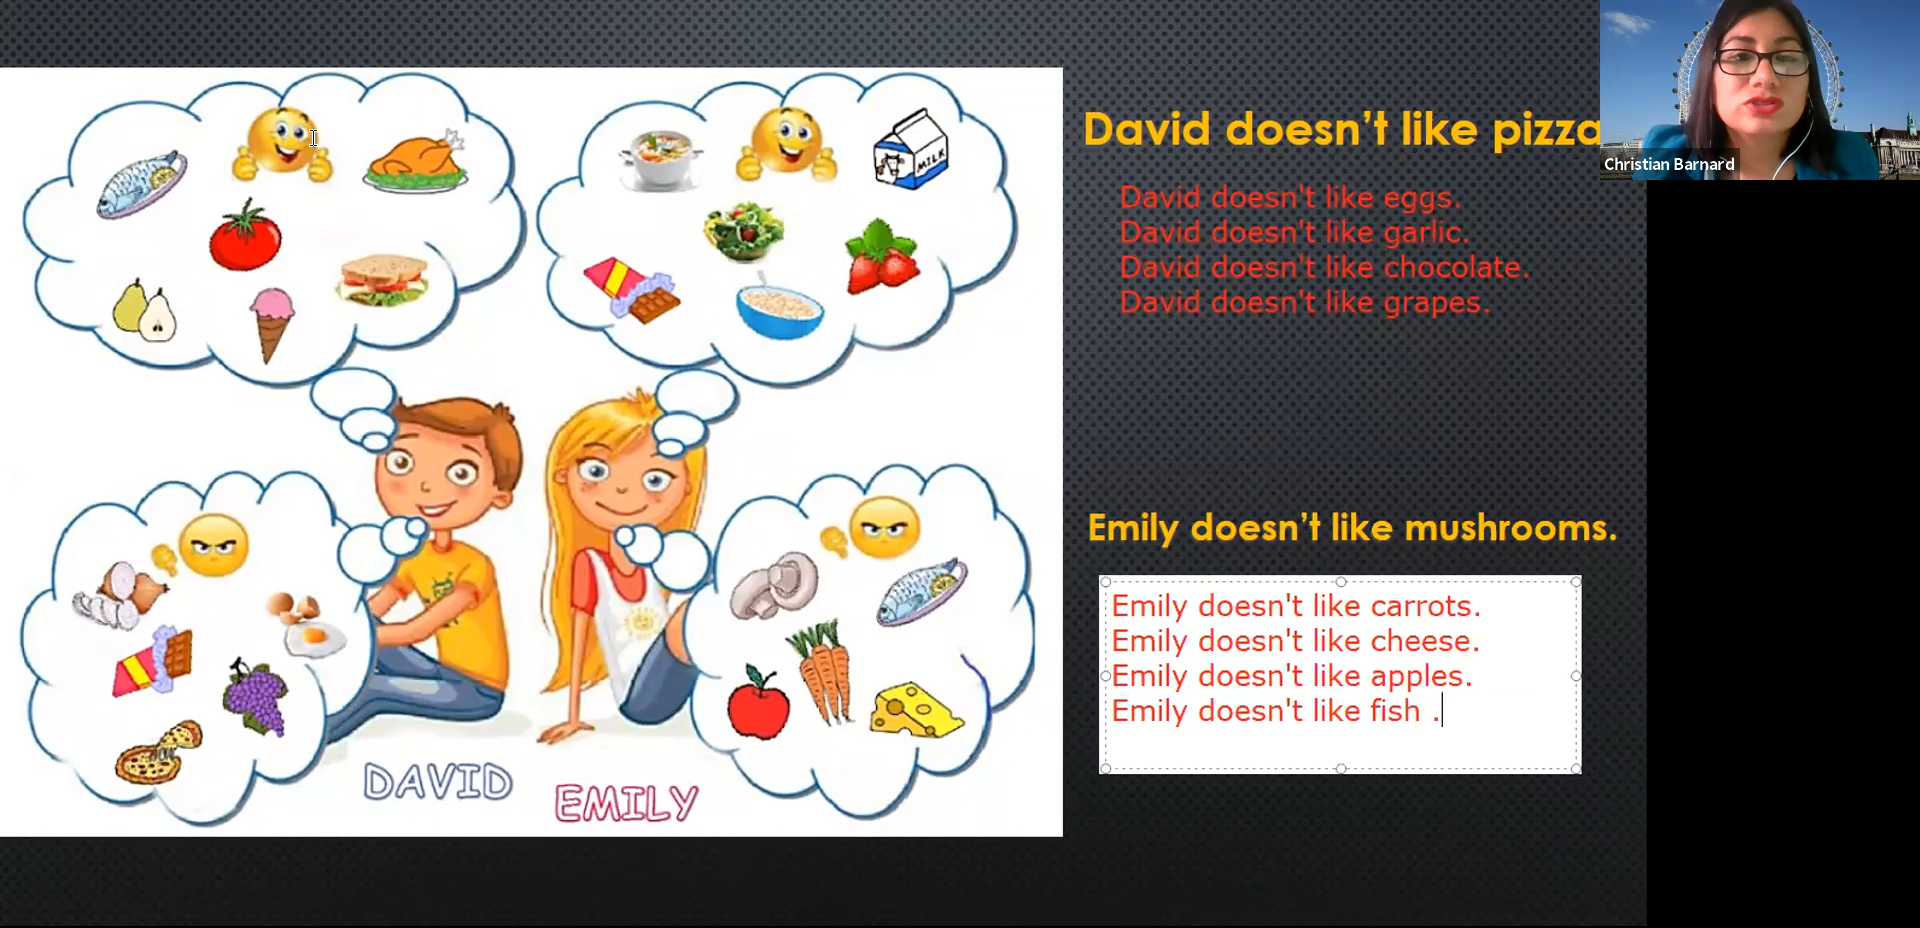 David doesn't like pizza
Christian Barnard
David doesn't like eggs.
David doesn't like garlic.
David doesn't like chocolate.
David doesn't like grapes.
MILK
Emily doesn't like mushrooms.
Emily doesn't like carrots.
Emily doesn't like cheese.
Emily doesn't like apples.
Emily doesn't like fish .
DAVID
EMILY